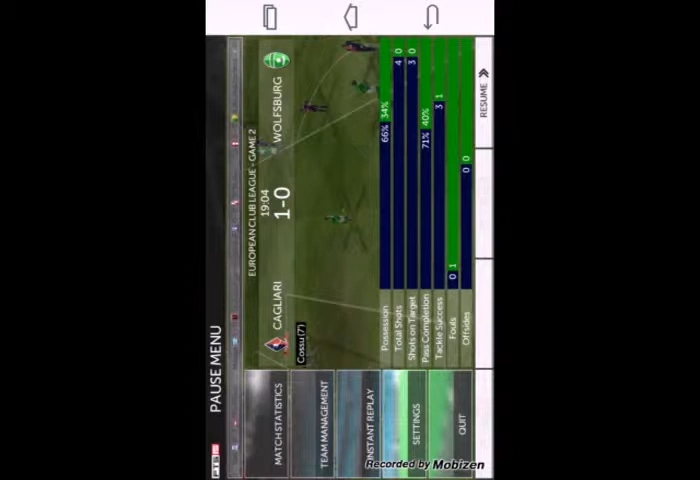 PAUSE MENU
EUROPEAN CLUB LEAGUE - GAME 2
19:04
CAGLIARI 1-0 WOLFSBURG
Cossu (7)
MATCH STATISTICS
TEAM MANAGEMENT
INSTANT REPLAY
SETTINGS
QUIT
Possession 66% 34%
Total Shots 4 0
Shots on Target 3 0
Pass Completion 71% 40%
Tackle Success 3 1
Fouls 0 1
Offsides 0 0
RESUME
Recorded by Mobizen